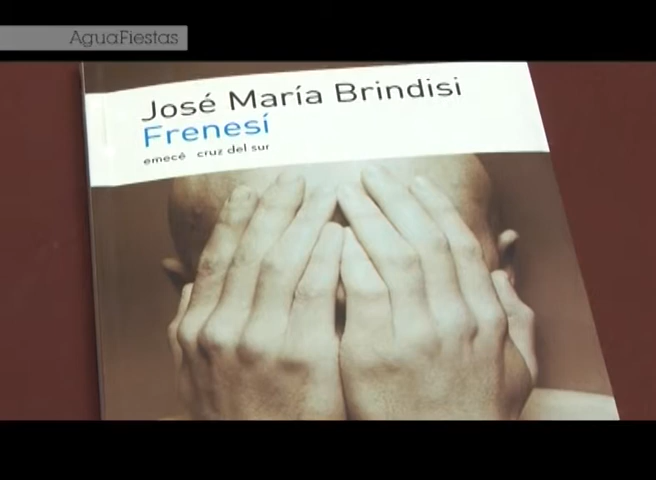 AguaFiestas
José María Brindisi
Frenesí
emecé cruz del sur